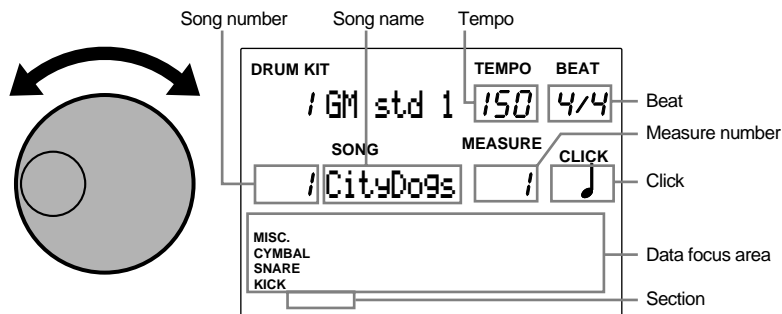 Song number Song name Tempo
DRUM KIT TEMPO BEAT
1 GM std 1 150 4/4 Beat
Measure number
SONG MEASURE CLICK
1 CityDogs 1 Click
MISC.
CYMBAL Data focus area
SNARE
KICK
Section